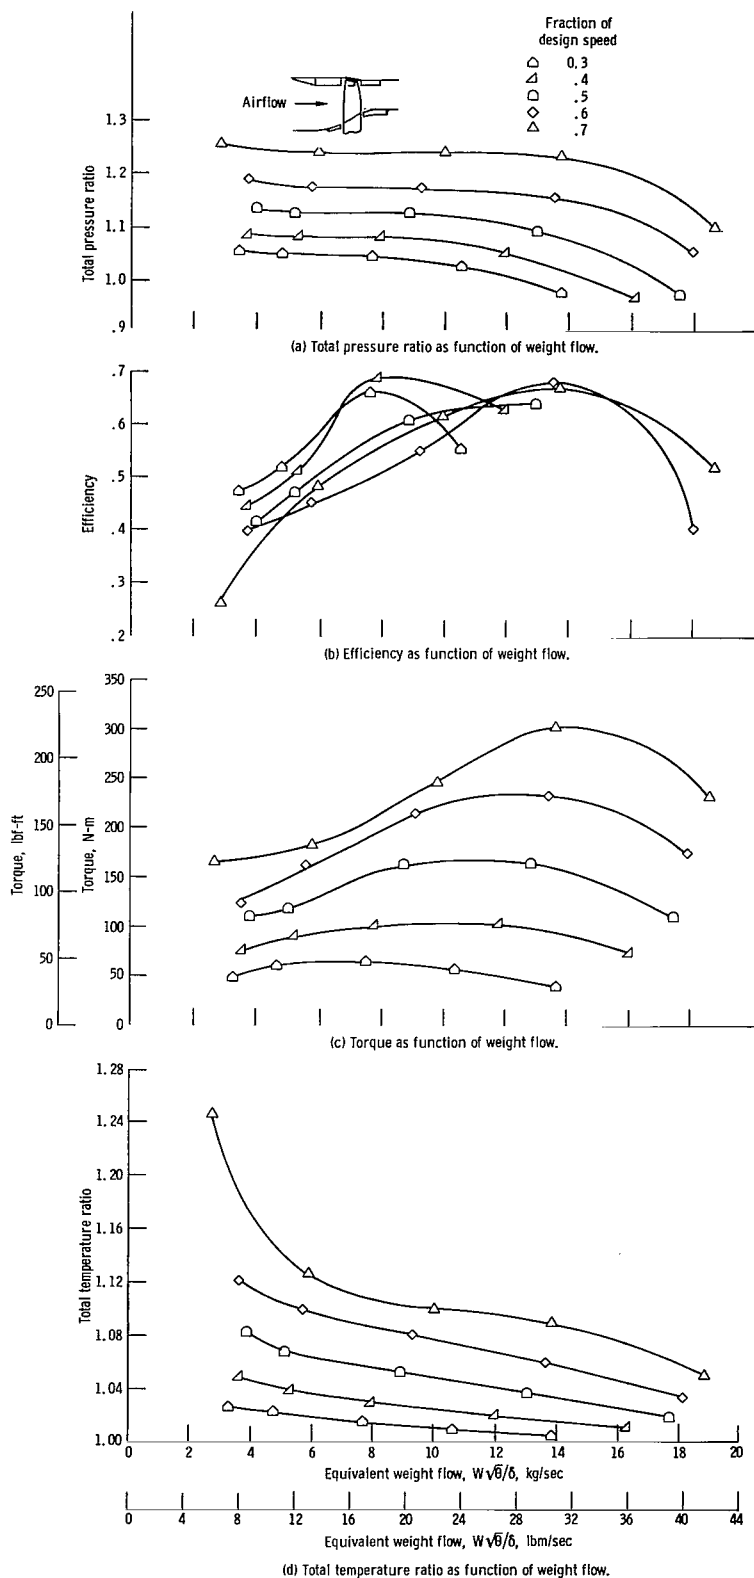 Fraction of
design speed
0.3
.4
.5
.6
.7
Airflow
Total pressure ratio
1.3
1.2
1.1
1.0
.9
(a) Total pressure ratio as function of weight flow.
Efficiency
.7
.6
.5
.4
.3
.2
(b) Efficiency as function of weight flow.
Torque, lbf-ft
250
200
150
100
50
0
Torque, N-m
350
300
250
200
150
100
50
0
(c) Torque as function of weight flow.
Total temperature ratio
1.28
1.24
1.20
1.16
1.12
1.08
1.04
1.00
0 4 6 8 10 12 14 16 18 20
Equivalent weight flow, W√θ/δ, kg/sec
0 4 8 12 16 20 24 28 32 36 40 44
Equivalent weight flow, W√θ/δ, lbm/sec
(d) Total temperature ratio as function of weight flow.